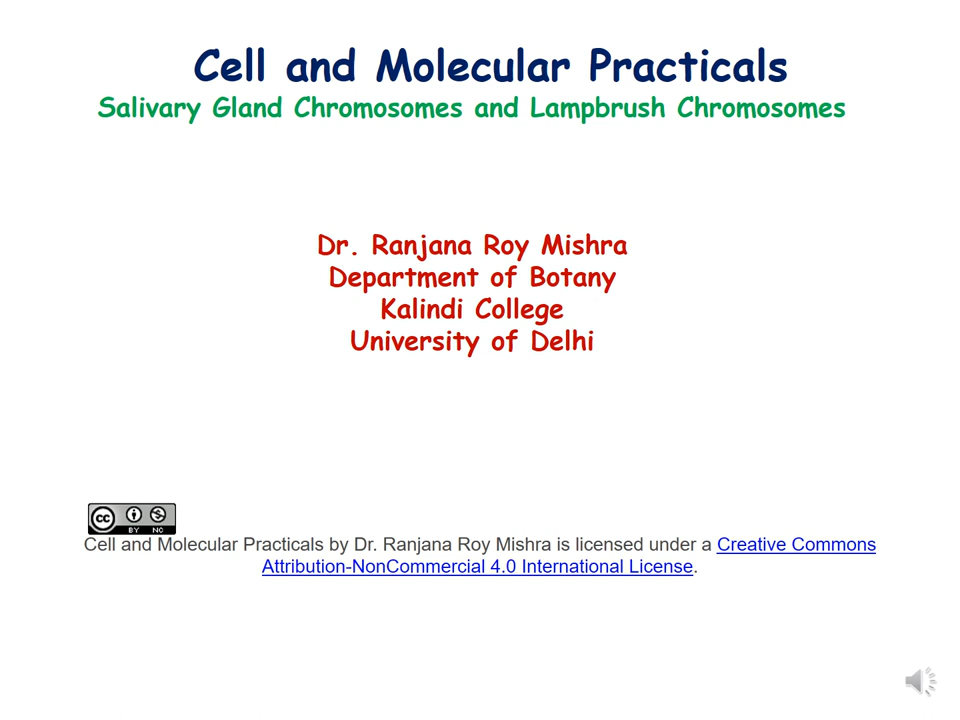 Cell and Molecular Practicals
Salivary Gland Chromosomes and Lampbrush Chromosomes
Dr. Ranjana Roy Mishra
Department of Botany
Kalindi College
University of Delhi
cc
BY NC
Cell and Molecular Practicals by Dr. Ranjana Roy Mishra is licensed under a Creative Commons
Attribution-NonCommercial 4.0 International License.